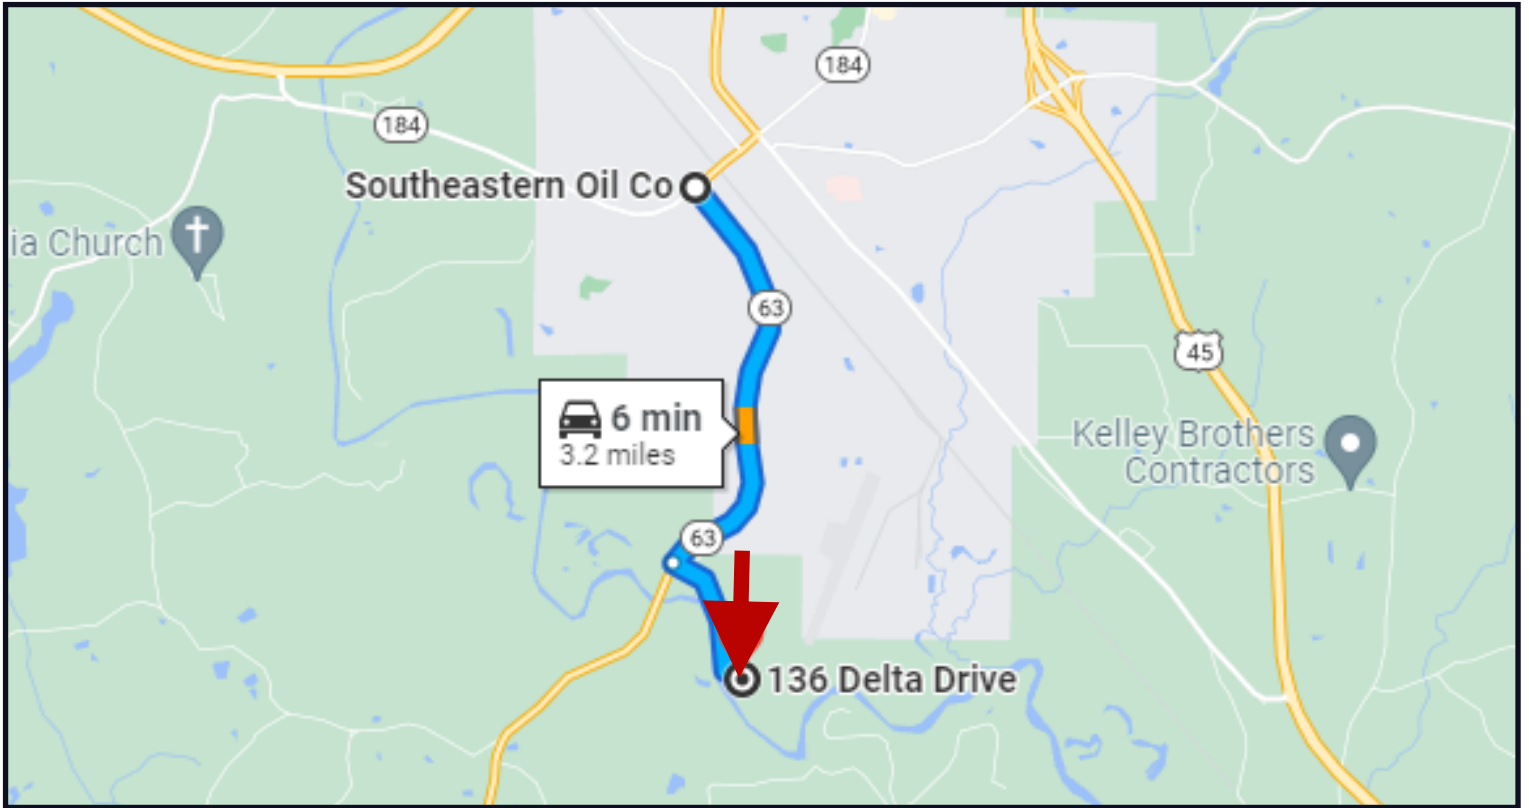 184
184
Southeastern Oil Co
ia Church
63
45
6 min
3.2 miles
Kelley Brothers
Contractors
63
136 Delta Drive